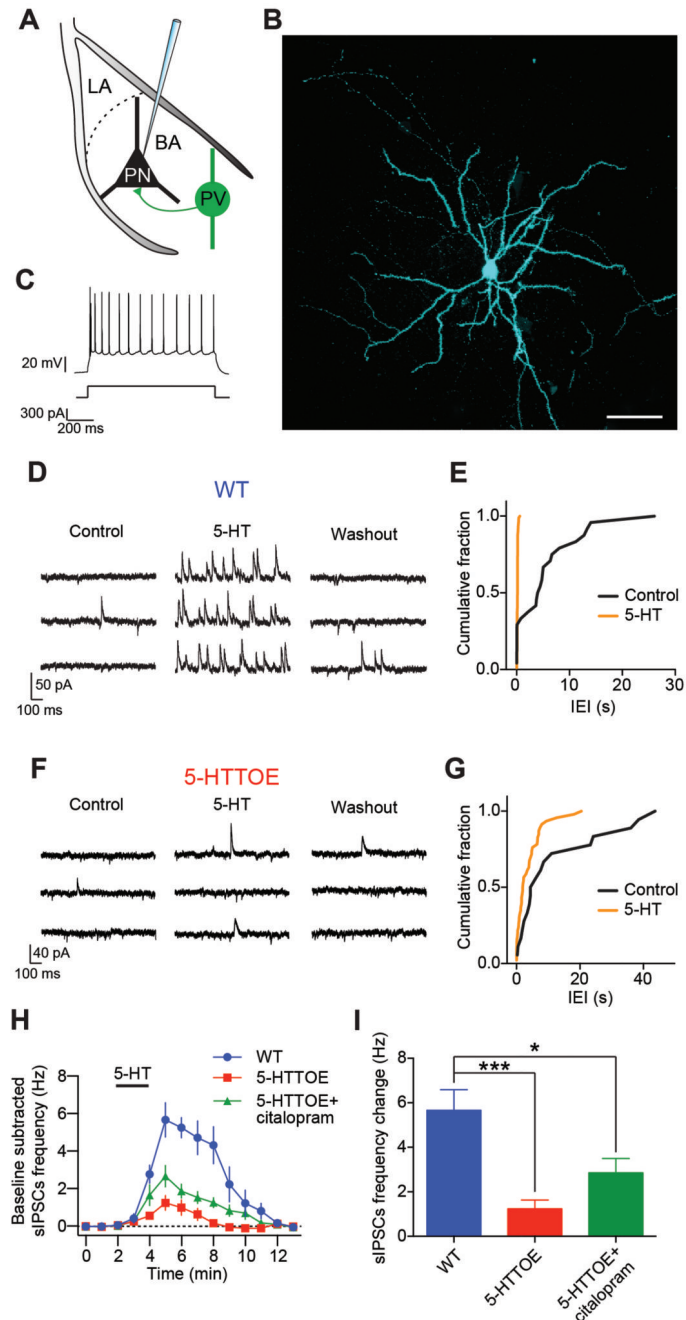 A
LA
BA
PN
PV
B
C
20 mV
300 pA
200 ms
D
WT
Control
5-HT
Washout
50 pA
100 ms
E
Cumulative fraction
1.0
0.5
0.0
Control
5-HT
0
10
20
30
IEI (s)
F
5-HTTOE
Control
5-HT
Washout
40 pA
100 ms
G
Cumulative fraction
1.0
0.5
0.0
Control
5-HT
0
20
40
IEI (s)
H
Baseline subtracted
sIPSCs frequency (Hz)
5-HT
WT
5-HTTOE
5-HTTOE+
citalopram
6
4
2
0
0
2
4
6
8
10
12
Time (min)
I
sIPSCs frequency change (Hz)
8
6
4
2
0
*
***
WT
5-HTTOE
5-HTTOE+
citalopram